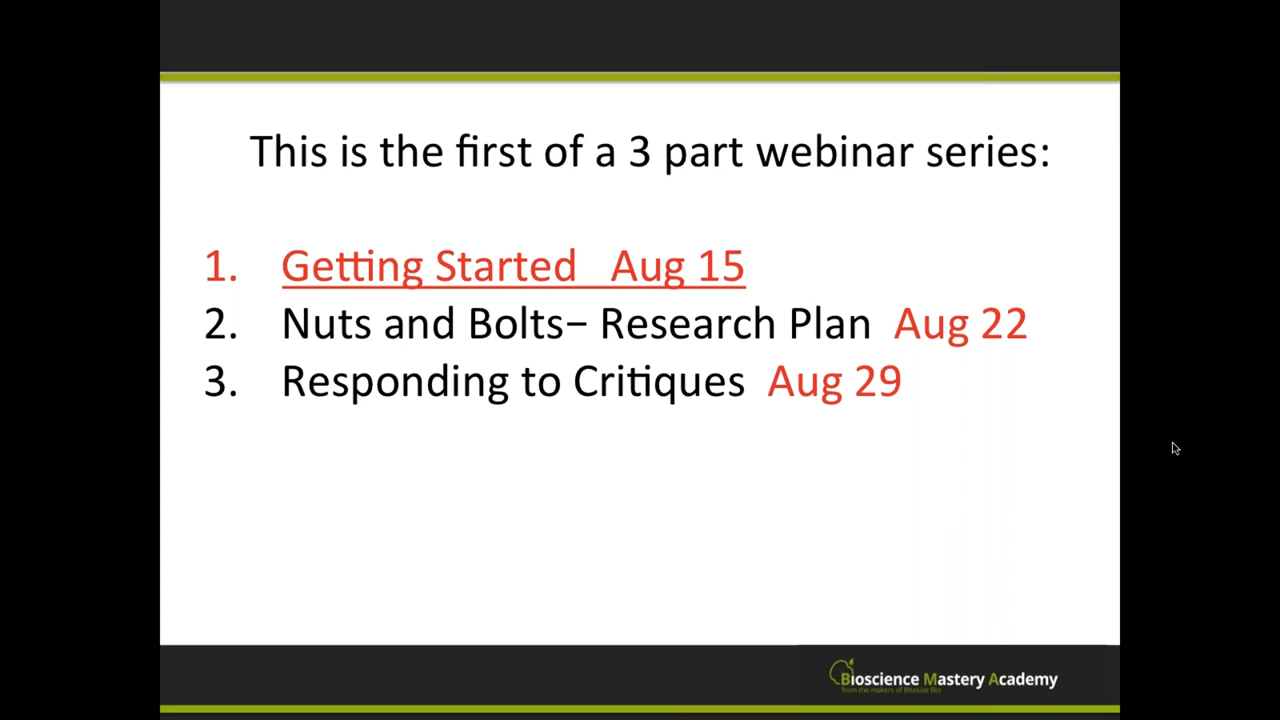 This is the first of a 3 part webinar series:
1. Getting Started Aug 15
2. Nuts and Bolts– Research Plan Aug 22
3. Responding to Critiques Aug 29
Bioscience Mastery Academy
from the makers of Bitesize Bio